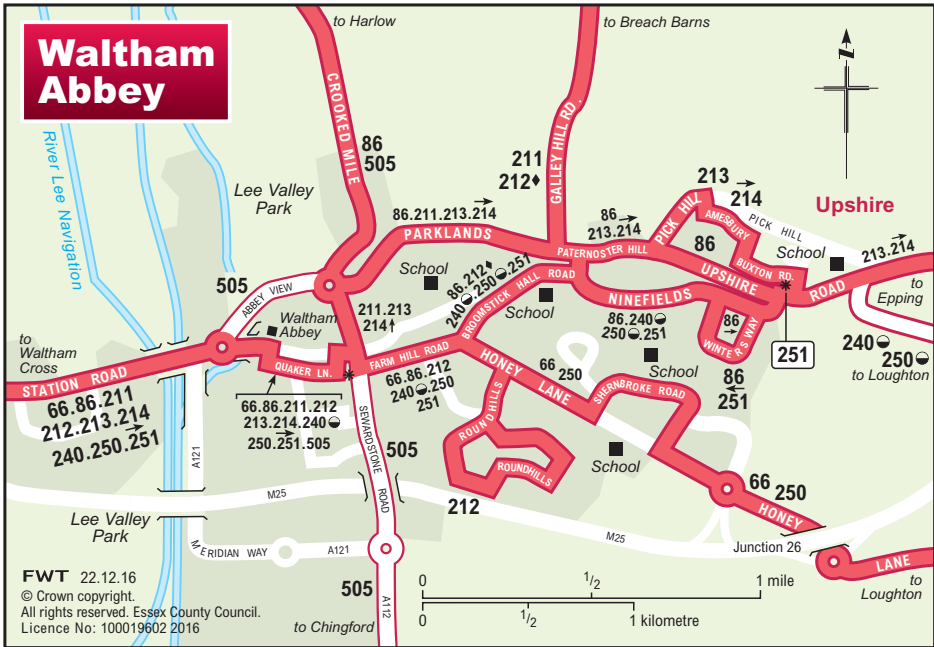 Waltham
Abbey
to Harlow
to Breach Barns
N
River Lee Navigation
CROOKED MILE
86
505
Lee Valley
Park
211
212♦
GALLEY HILL RD.
213 →
214
Upshire
86.211.213.214 →
PARKLANDS
86 →
213.214
PATERNOSTER HILL
PICK HILL
AMESBURY
PICK HILL
School
86
BUXTON RD.
213.214 →
UPSHIRE
ROAD
to
Epping
505
ABBEY VIEW
School
86.212♦
240◒.250◒.251
BROOMSTICK HALL ROAD
School
NINEFIELDS
86.240◒
250◒.251
86 →
WINTERS WAY
251
240◒
250◒
to Loughton
Waltham
Abbey
211.213
214↑
to
Waltham
Cross
STATION ROAD
QUAKER LN.
FARM HILL ROAD
66.86.212
240◒.250
251
HONEY
LANE
66
250
SHERNBROKE ROAD
School
86 ←
251
66.86.211
212.213.214
240.250.251 →
66.86.211.212
213.214.240◒
250.251.505 →
A121
SEWARDSTONE
ROAD
505
ROUNDHILLS
ROUNDHILLS
School
212
66
250
HONEY
LANE
M25
M25
Junction 26
Lee Valley
Park
MERIDIAN WAY
A121
505
A112
to Chingford
to
Loughton
FWT 22.12.16
© Crown copyright.
All rights reserved. Essex County Council.
Licence No: 100019602 2016
0 1/2 1 mile
0 1/2 1 kilometre